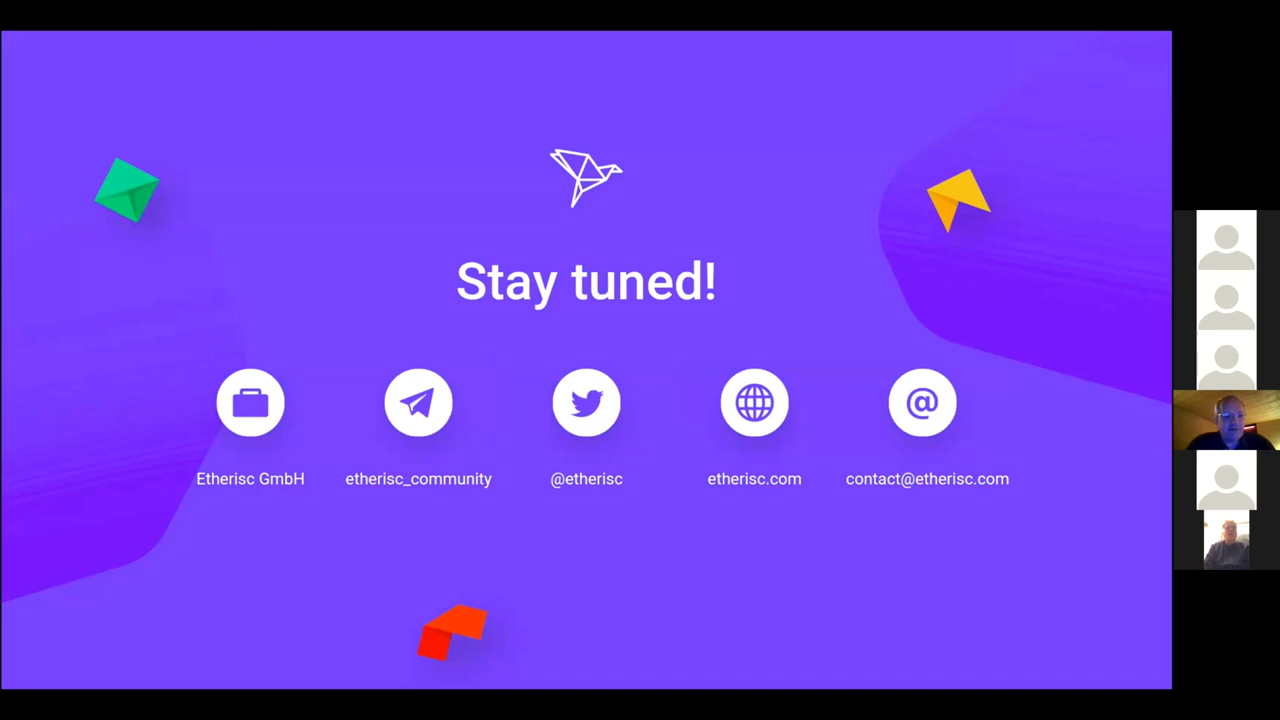 Stay tuned!
Etherisc GmbH
etherisc_community
@etherisc
etherisc.com
contact@etherisc.com